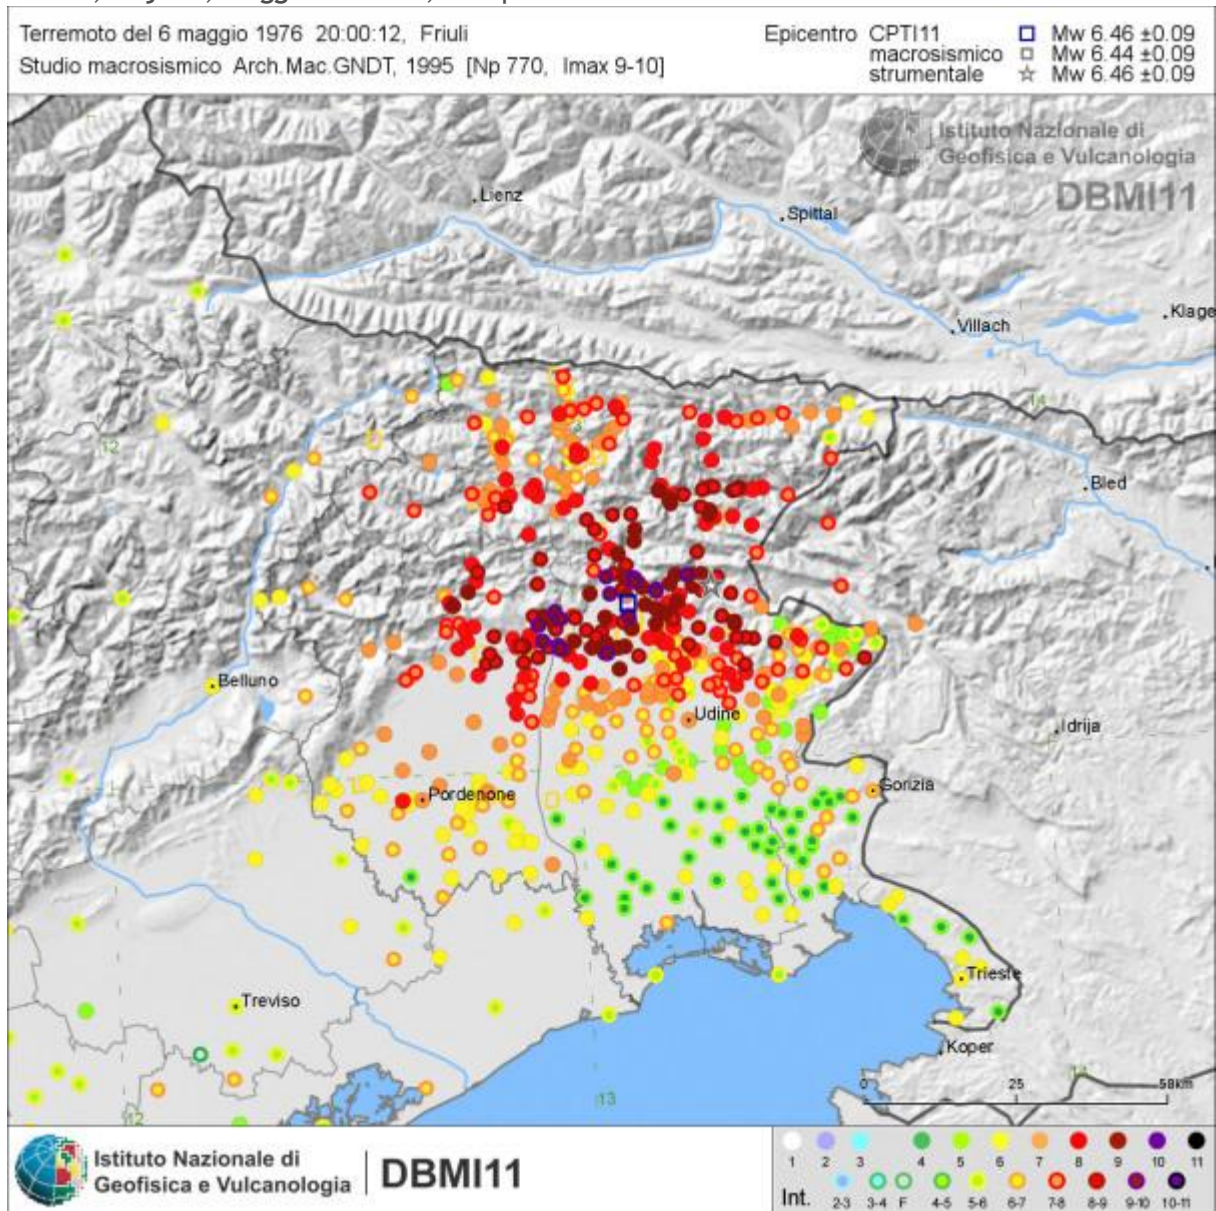 Terremoto del 6 maggio 1976 20:00:12, Friuli
Studio macrosismico Arch.Mac.GNDT, 1995 [Np 770, Imax 9-10]
Epicentro CPTI11 Mw 6.46 ±0.09
macrosismico Mw 6.44 ±0.09
strumentale Mw 6.46 ±0.09
Istituto Nazionale di
Geofisica e Vulcanologia
DBMI11
Lienz
Spittal
Klage
Villach
14
12
Bled
Belluno
Udine
Idrija
Gorizia
Pordenone
Trieste
Treviso
Koper
0 25 50km
12
13
Istituto Nazionale di
Geofisica e Vulcanologia
DBMI11
1 2 3 4 5 6 7 8 9 10 11
Int. 2-3 3-4 F 4-5 5-6 6-7 7-8 8-9 9-10 10-11